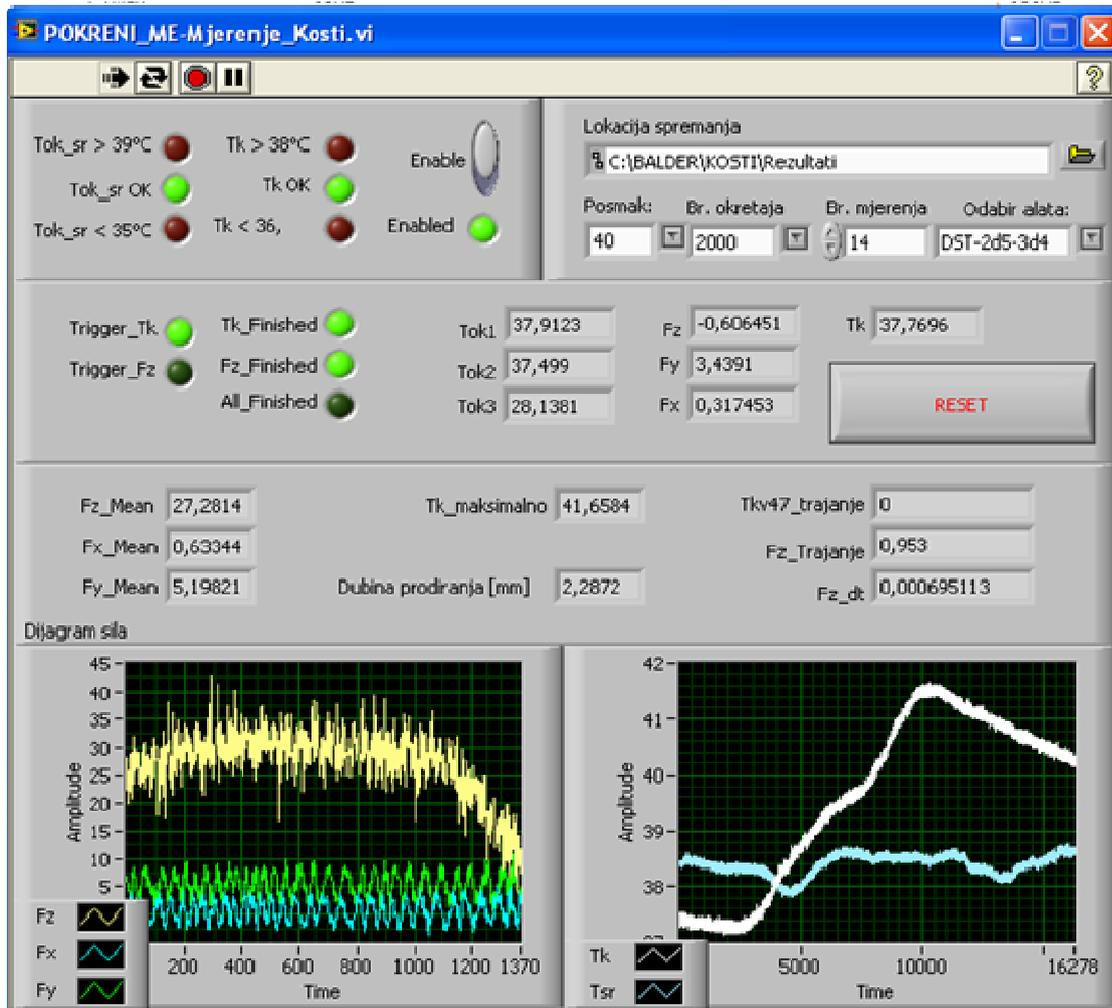 POKRENI_ME-Mjerenje_Kosti.vi
Tok_sr > 39°C
Tk > 38°C
Enable
Tok_sr OK
Tk OK
Tok_sr < 35°C
Tk < 36,
Enabled
Lokacija spremanja
C:\BALDER\KOSTI\Rezultati
Posmak: Br. okretaja Br. mjerenja Odabir alata:
40 2000 14 DST-2d5-3d4
Trigger_Tk
Tk_Finished
Trigger_Fz
Fz_Finished
All_Finished
Tok1 37,9123
Tok2 37,499
Tok3 28,1381
Fz -0,606451
Fy 3,4391
Fx 0,317453
Tk 37,7696
RESET
Fz_Mean 27,2814
Fx_Mean 0,63344
Fy_Mean 5,19821
Tk_maksimalno 41,6584
Dubina prodiranja [mm] 2,2872
Tkv47_trajanje 0
Fz_Trajanje 0,953
Fz_dt 0,000695113
Dijagram sila
45
40
35
30
25
20
15
10
5
Amplitude
200 400 600 800 1000 1200 1370
Time
Fz
Fx
Fy
42
41
40
39
38
Amplitude
5000 10000 16278
Time
Tk
Tsr